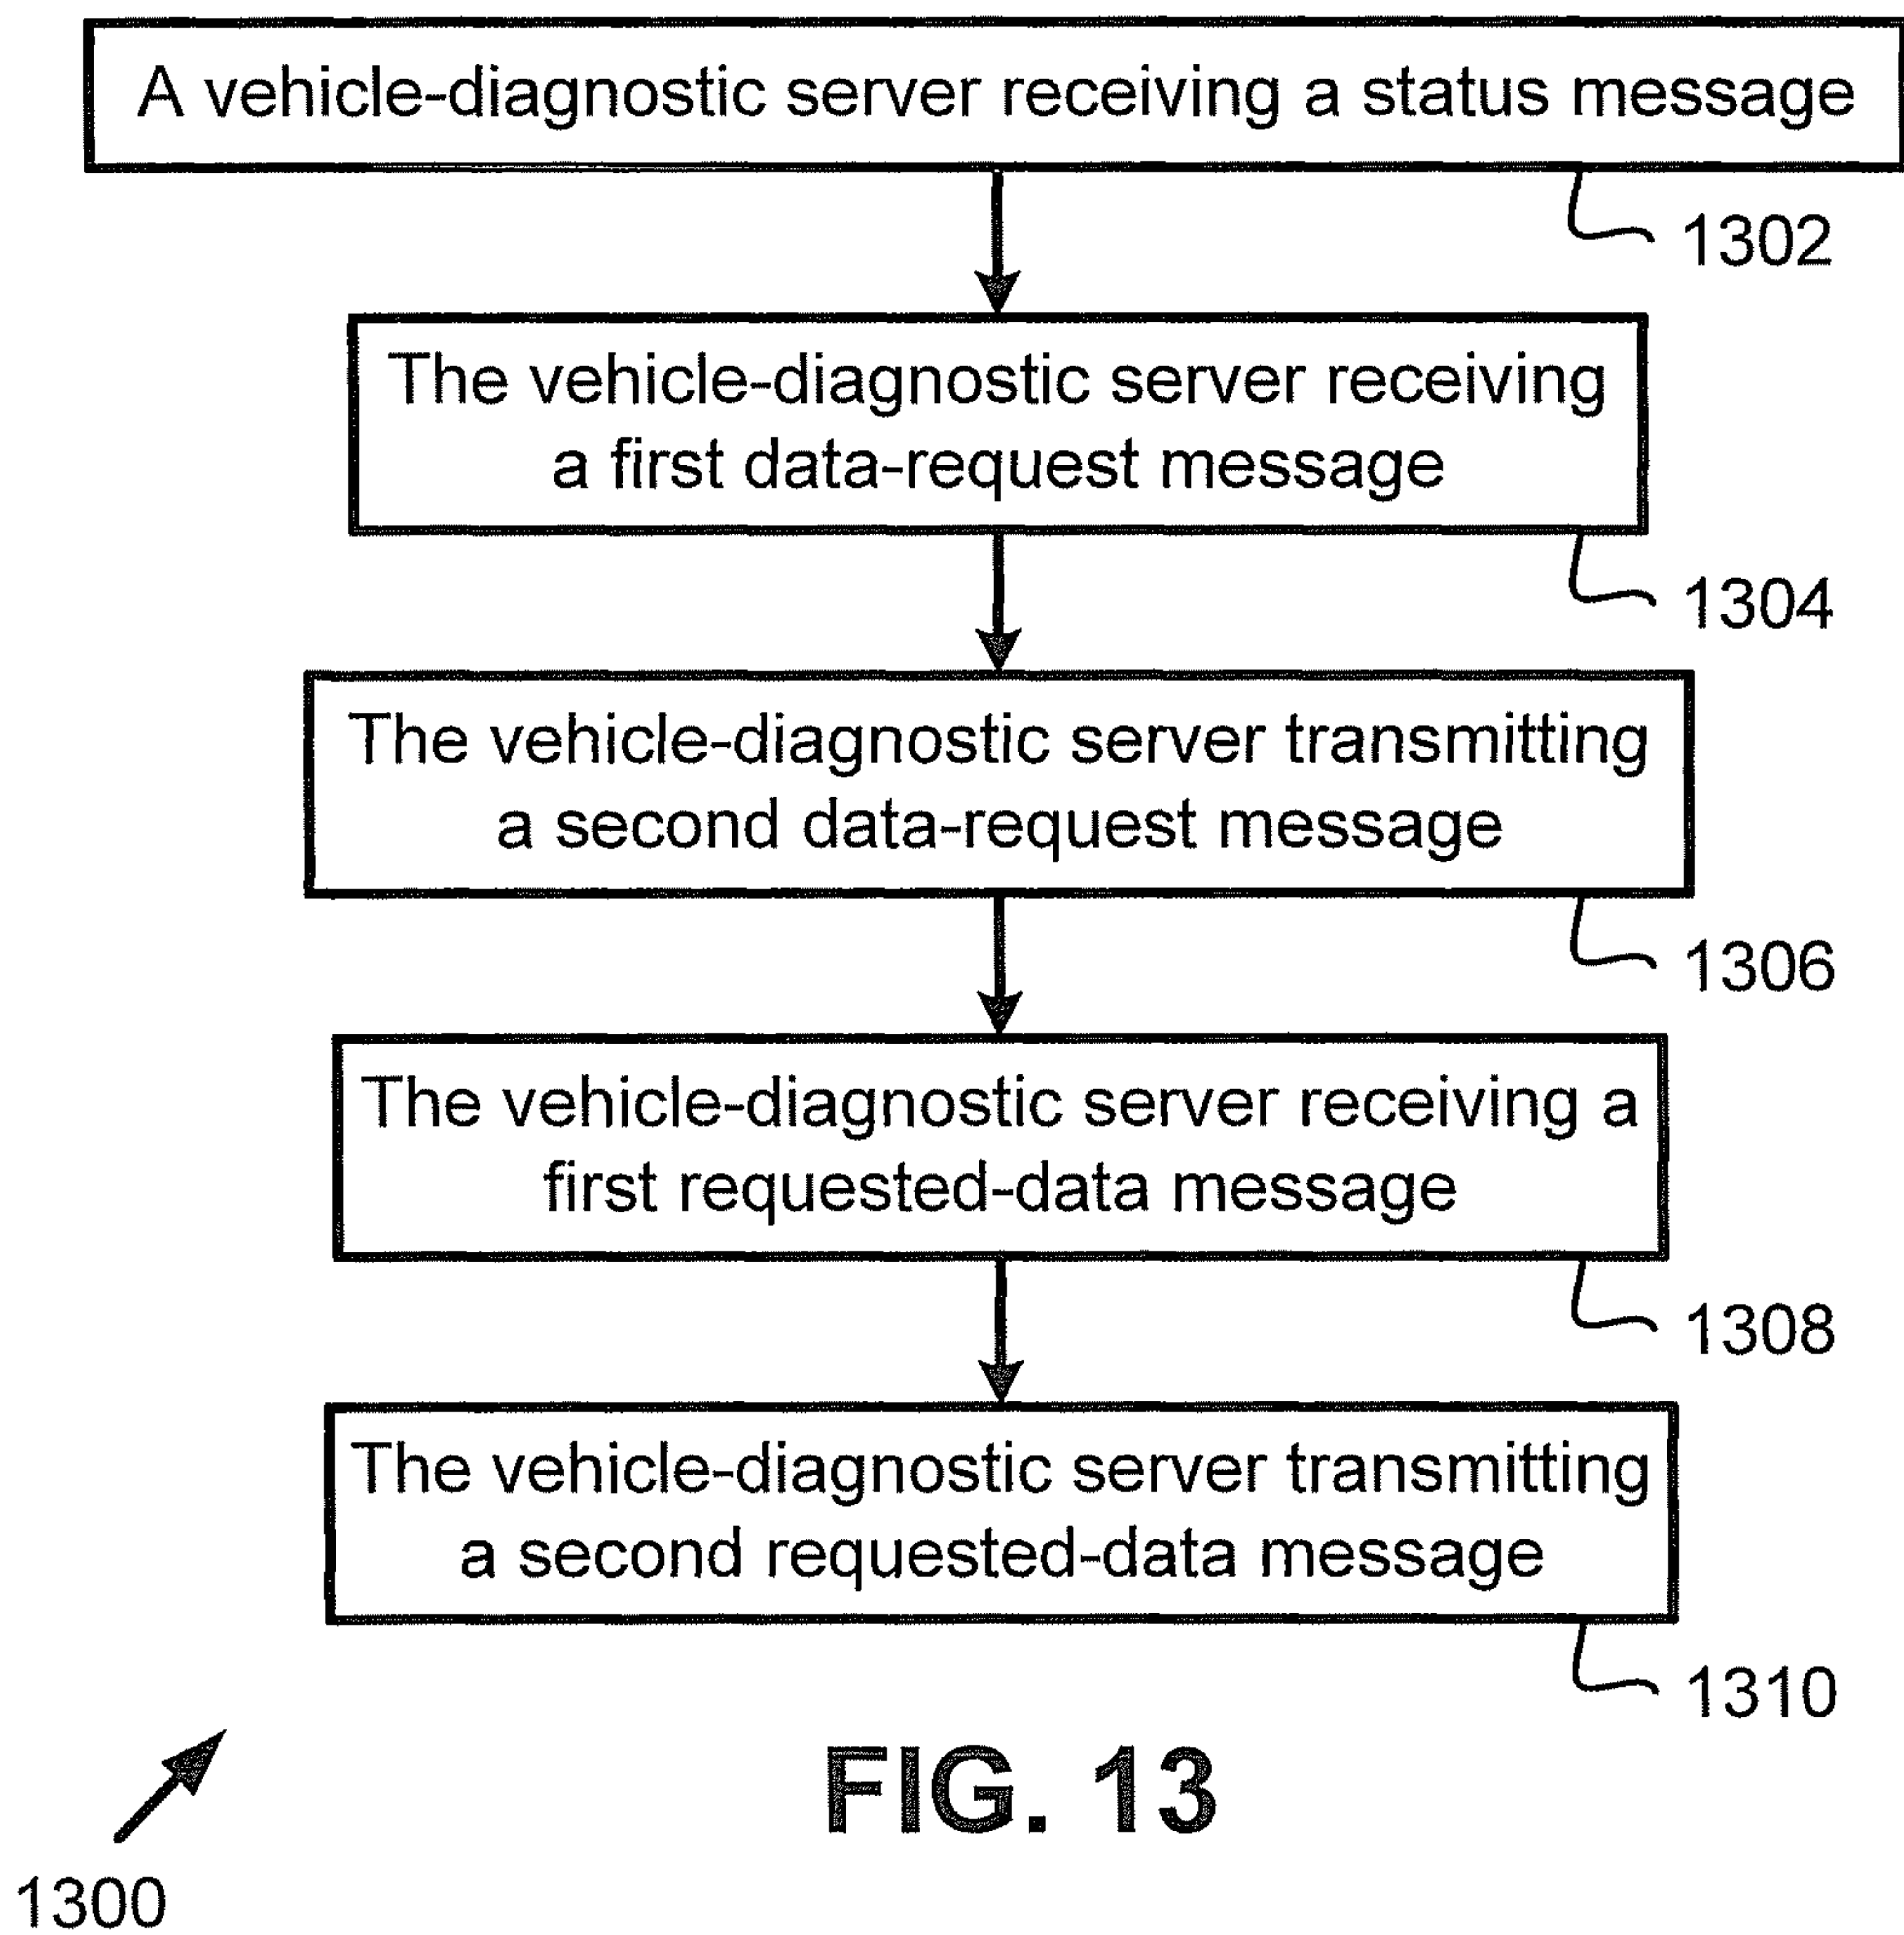 A vehicle-diagnostic server receiving a status message
1302
The vehicle-diagnostic server receiving
a first data-request message
1304
The vehicle-diagnostic server transmitting
a second data-request message
1306
The vehicle-diagnostic server receiving a
first requested-data message
1308
The vehicle-diagnostic server transmitting
a second requested-data message
1310
FIG. 13
1300